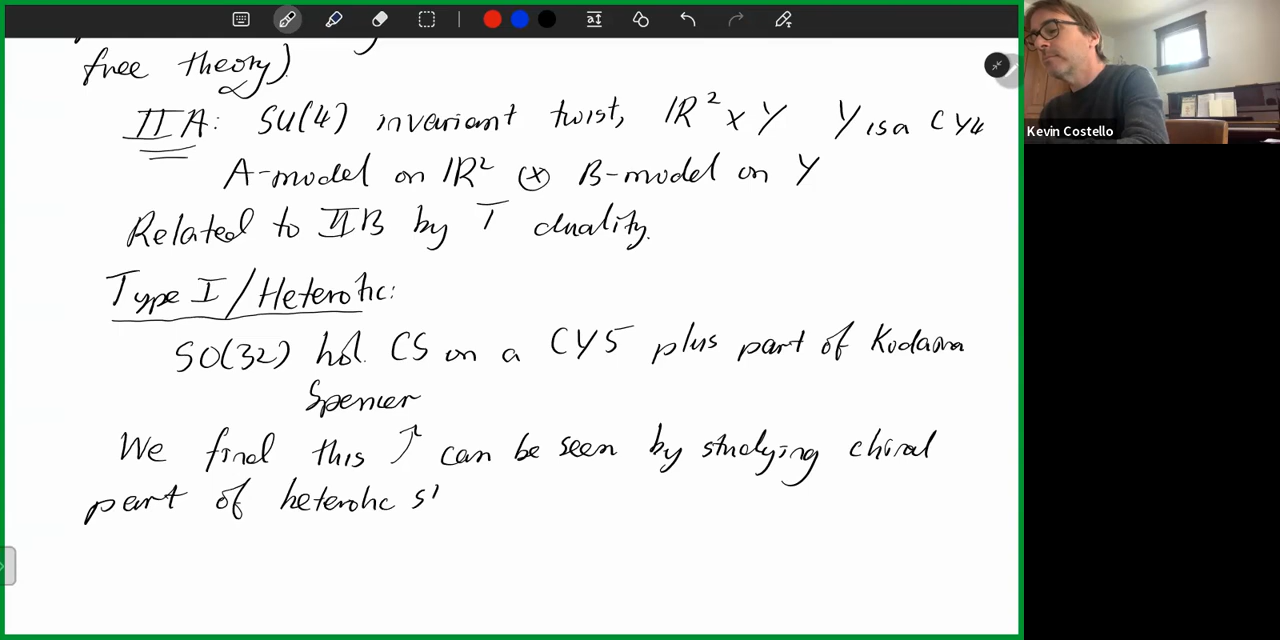 free theory)
IIA: SU(4) invariant twist, IR² x Y Y is a CY4
A-model on IR² ⊗ B-model on Y
Related to IIB by T duality.
Type I / Heterotic:
SO(32) hol. CS on a CY5 plus part of Kodaira
Spencer
We find this ↗ can be seen by studying chiral
part of heterotic s
Kevin Costello